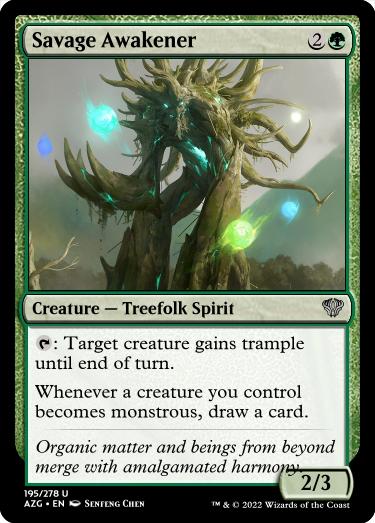 Savage Awakener 2
Creature — Treefolk Spirit
: Target creature gains trample
until end of turn.
Whenever a creature you control
becomes monstrous, draw a card.
Organic matter and beings from beyond
merge with amalgamated harmony.
2/3
195/278 U
AZG • EN Senfeng Chen
™ & © 2022 Wizards of the Coast